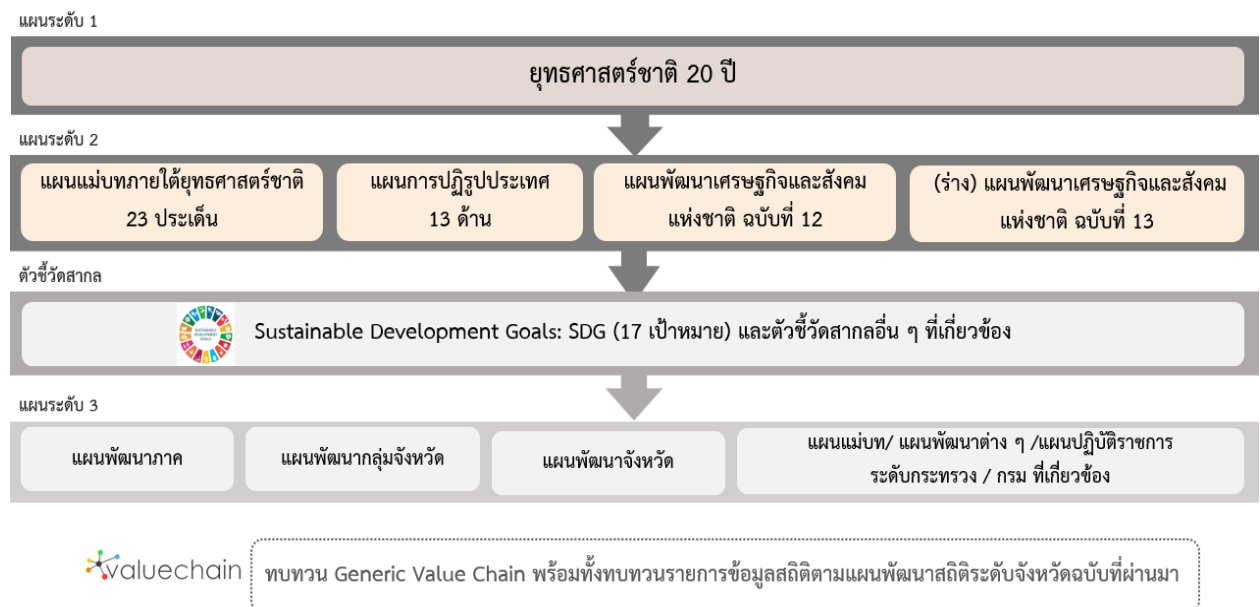 แผนระดับ 1
ยุทธศาสตร์ชาติ 20 ปี
แผนระดับ 2
แผนแม่บทภายใต้ยุทธศาสตร์ชาติ
23 ประเด็น
แผนการปฏิรูปประเทศ
13 ด้าน
แผนพัฒนาเศรษฐกิจและสังคม
แห่งชาติ ฉบับที่ 12
(ร่าง) แผนพัฒนาเศรษฐกิจและสังคม
แห่งชาติ ฉบับที่ 13
ตัวชี้วัดสากล
SUSTAINABLE
DEVELOPMENT
GOALS
Sustainable Development Goals: SDG (17 เป้าหมาย) และตัวชี้วัดสากลอื่น ๆ ที่เกี่ยวข้อง
แผนระดับ 3
แผนพัฒนาภาค
แผนพัฒนากลุ่มจังหวัด
แผนพัฒนาจังหวัด
แผนแม่บท/ แผนพัฒนาต่าง ๆ /แผนปฏิบัติราชการ
ระดับกระทรวง / กรม ที่เกี่ยวข้อง
valuechain
ทบทวน Generic Value Chain พร้อมทั้งทบทวนรายการข้อมูลสถิติตามแผนพัฒนาสถิติระดับจังหวัดฉบับที่ผ่านมา